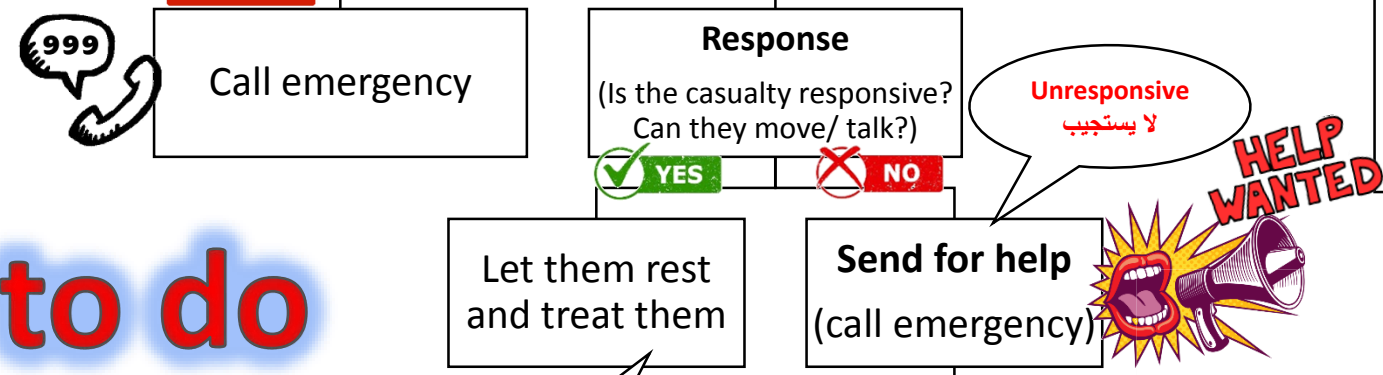 999
Call emergency
Response
(Is the casualty responsive?
Can they move/ talk?)
Unresponsive
لا يستجيب
HELP
WANTED
YES
NO
Let them rest
and treat them
Send for help
(call emergency)
to do